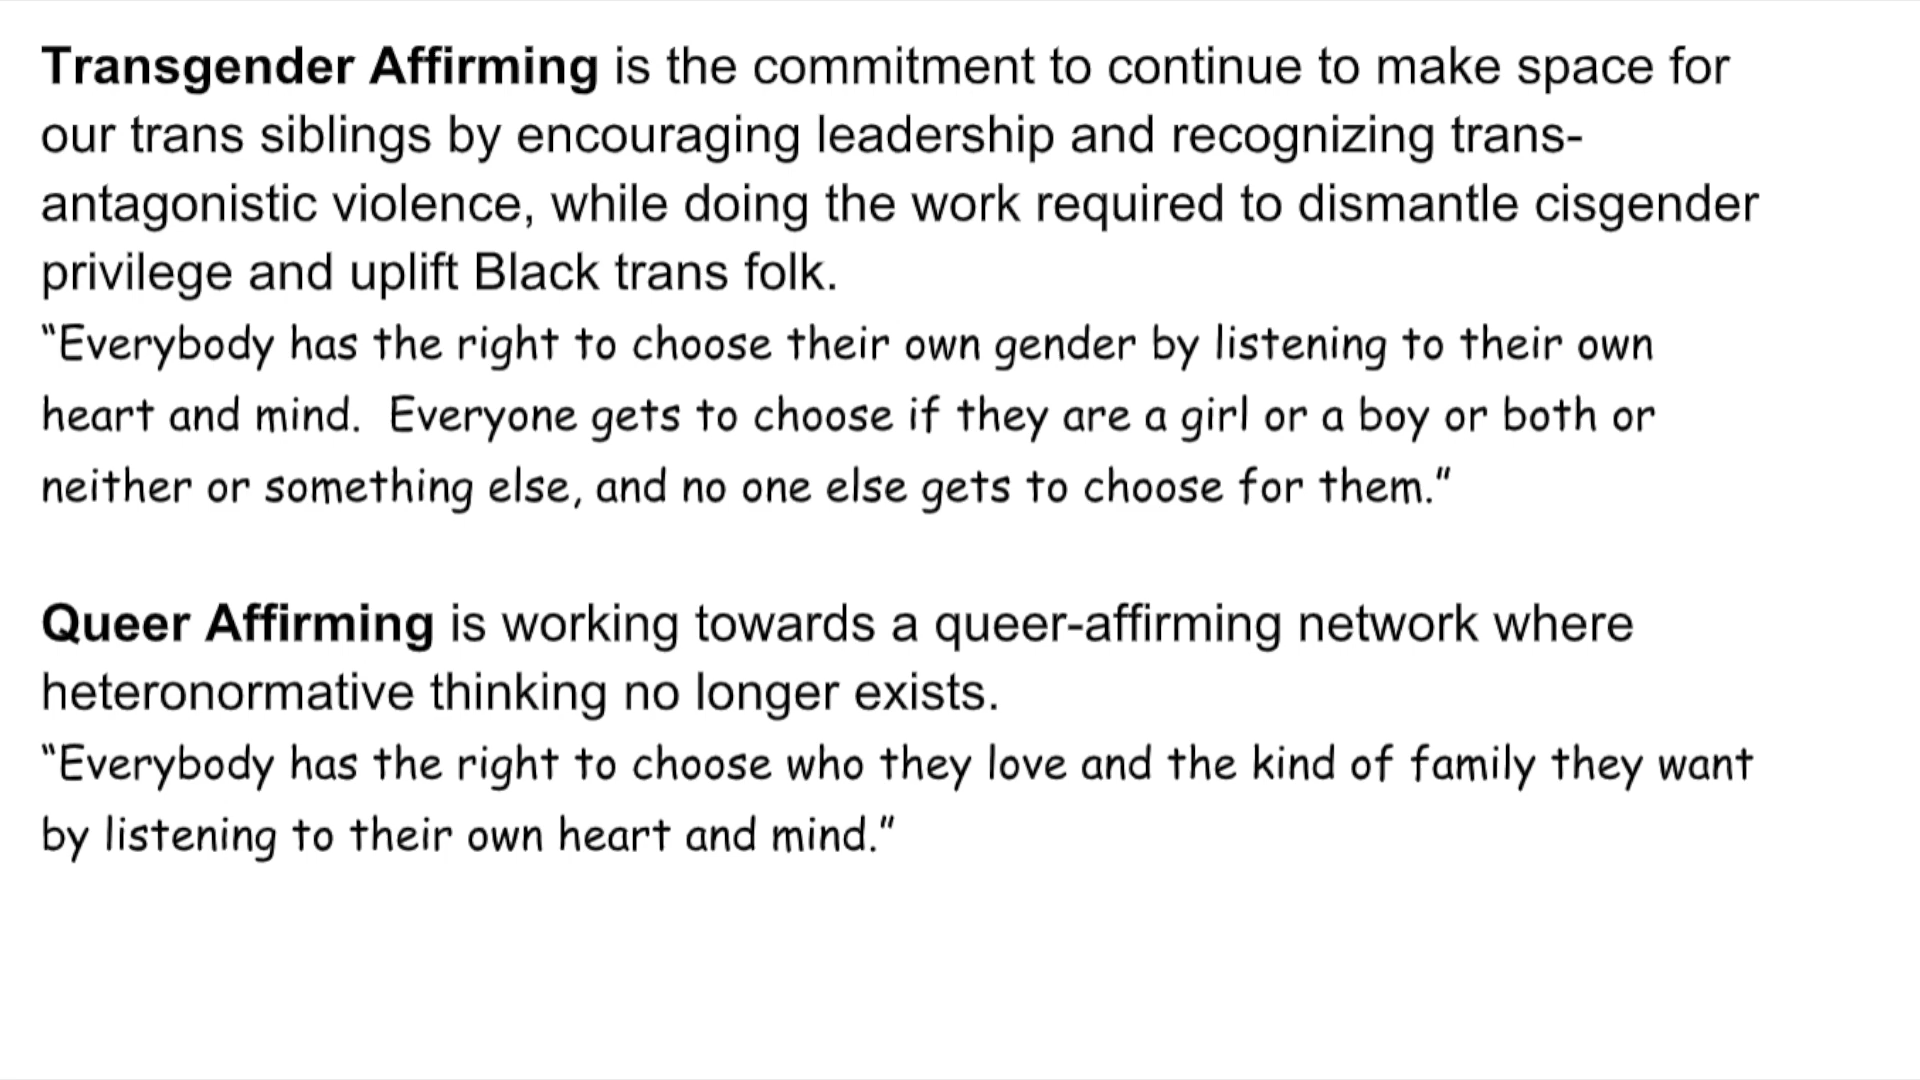 Transgender Affirming is the commitment to continue to make space for
our trans siblings by encouraging leadership and recognizing trans-
antagonistic violence, while doing the work required to dismantle cisgender
privilege and uplift Black trans folk.
“Everybody has the right to choose their own gender by listening to their own
heart and mind.  Everyone gets to choose if they are a girl or a boy or both or
neither or something else, and no one else gets to choose for them.”
Queer Affirming is working towards a queer-affirming network where
heteronormative thinking no longer exists.
“Everybody has the right to choose who they love and the kind of family they want
by listening to their own heart and mind.”